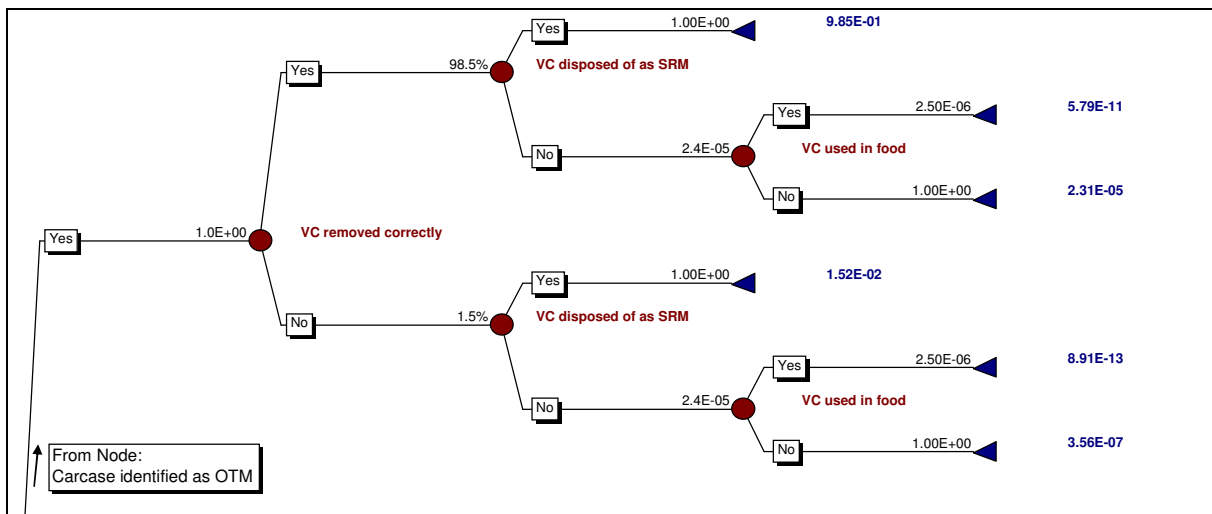 Yes 1.00E+00 9.85E-01
VC disposed of as SRM
Yes 98.5%
Yes 2.50E-06 5.79E-11
VC used in food
No 2.4E-05
No 1.00E+00 2.31E-05
Yes 1.0E+00 VC removed correctly
Yes 1.00E+00 1.52E-02
VC disposed of as SRM
No 1.5%
Yes 2.50E-06 8.91E-13
VC used in food
No 2.4E-05
No 1.00E+00 3.56E-07
From Node:
Carcase identified as OTM